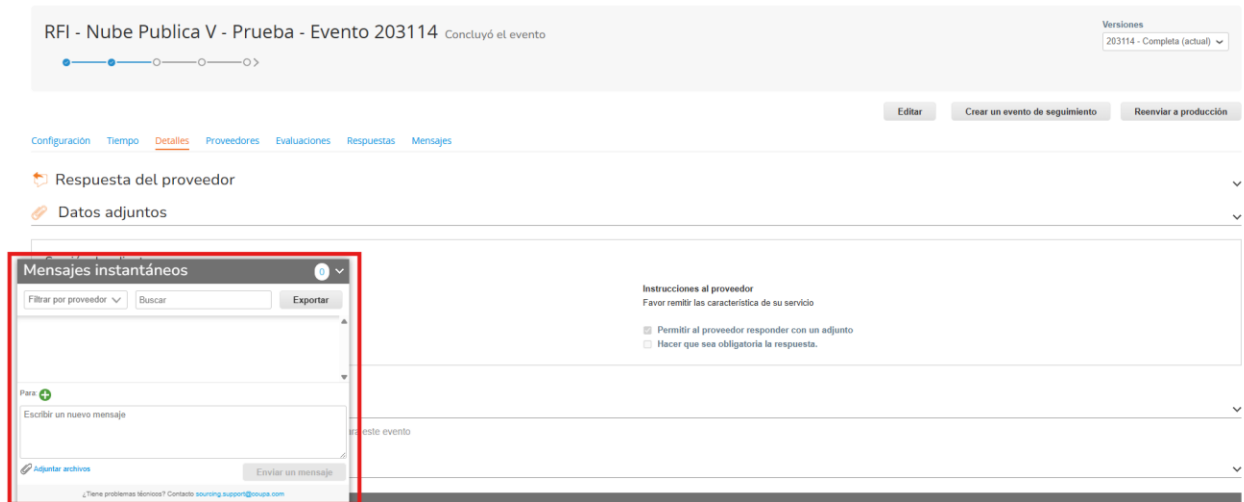 RFI - Nube Publica V - Prueba - Evento 203114 Concluyó el evento
Versiones
203114 - Completa (actual)
Editar
Crear un evento de seguimiento
Reenviar a producción
Configuración Tiempo Detalles Proveedores Evaluaciones Respuestas Mensajes
Respuesta del proveedor
Datos adjuntos
Mensajes instantáneos 0
Filtrar por proveedor Buscar Exportar
Instrucciones al proveedor
Favor remitir las característica de su servicio
Permitir al proveedor responder con un adjunto
Hacer que sea obligatoria la respuesta.
Para
Escribir un nuevo mensaje
este evento
Adjuntar archivos Enviar un mensaje
¿Tiene problemas técnicos? Contacto sourcing.support@coupa.com